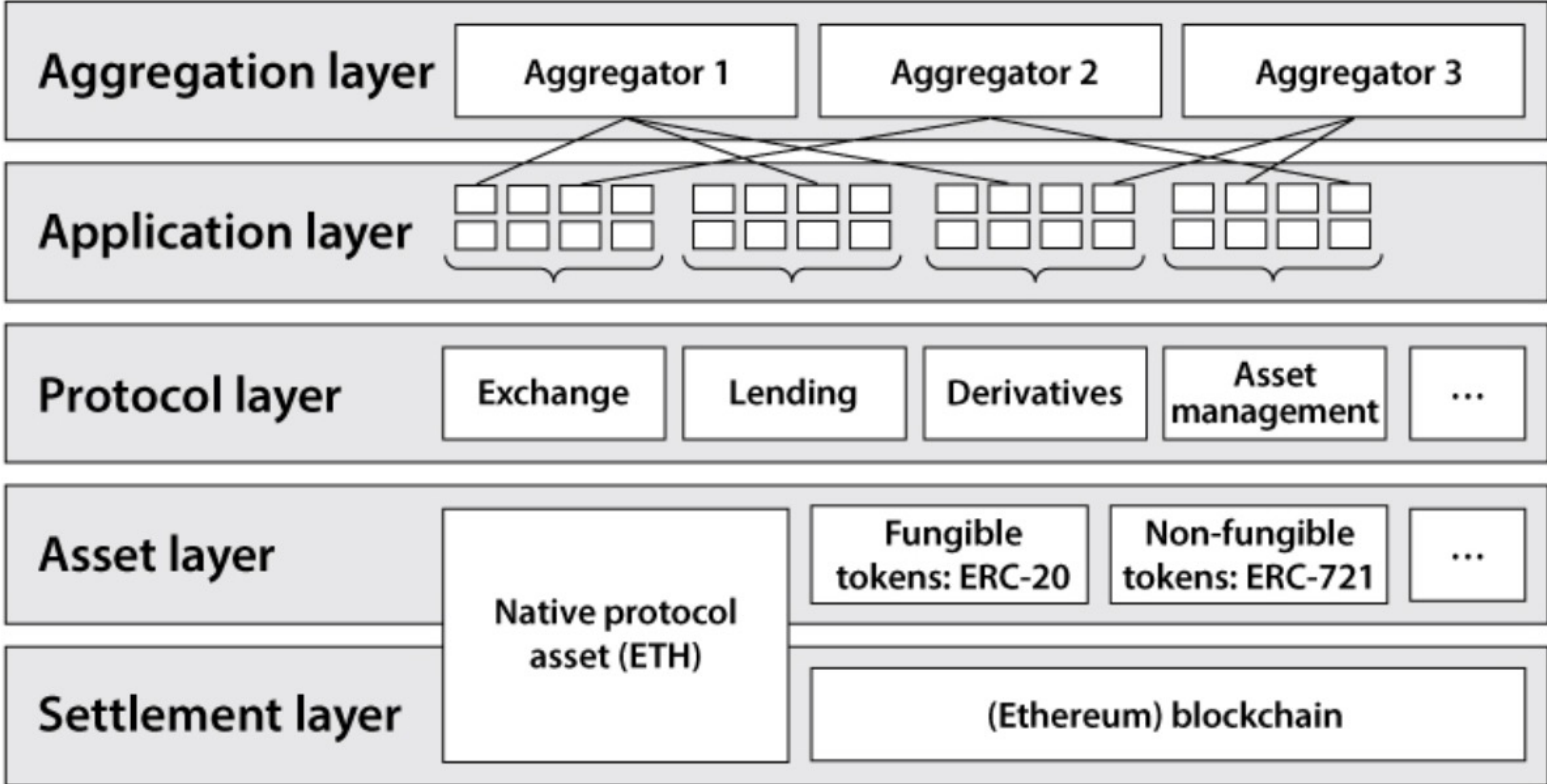 Aggregation layer
Aggregator 1
Aggregator 2
Aggregator 3
Application layer
Protocol layer
Exchange
Lending
Derivatives
Asset
management
...
Asset layer
Native protocol
asset (ETH)
Fungible
tokens: ERC-20
Non-fungible
tokens: ERC-721
...
Settlement layer
(Ethereum) blockchain